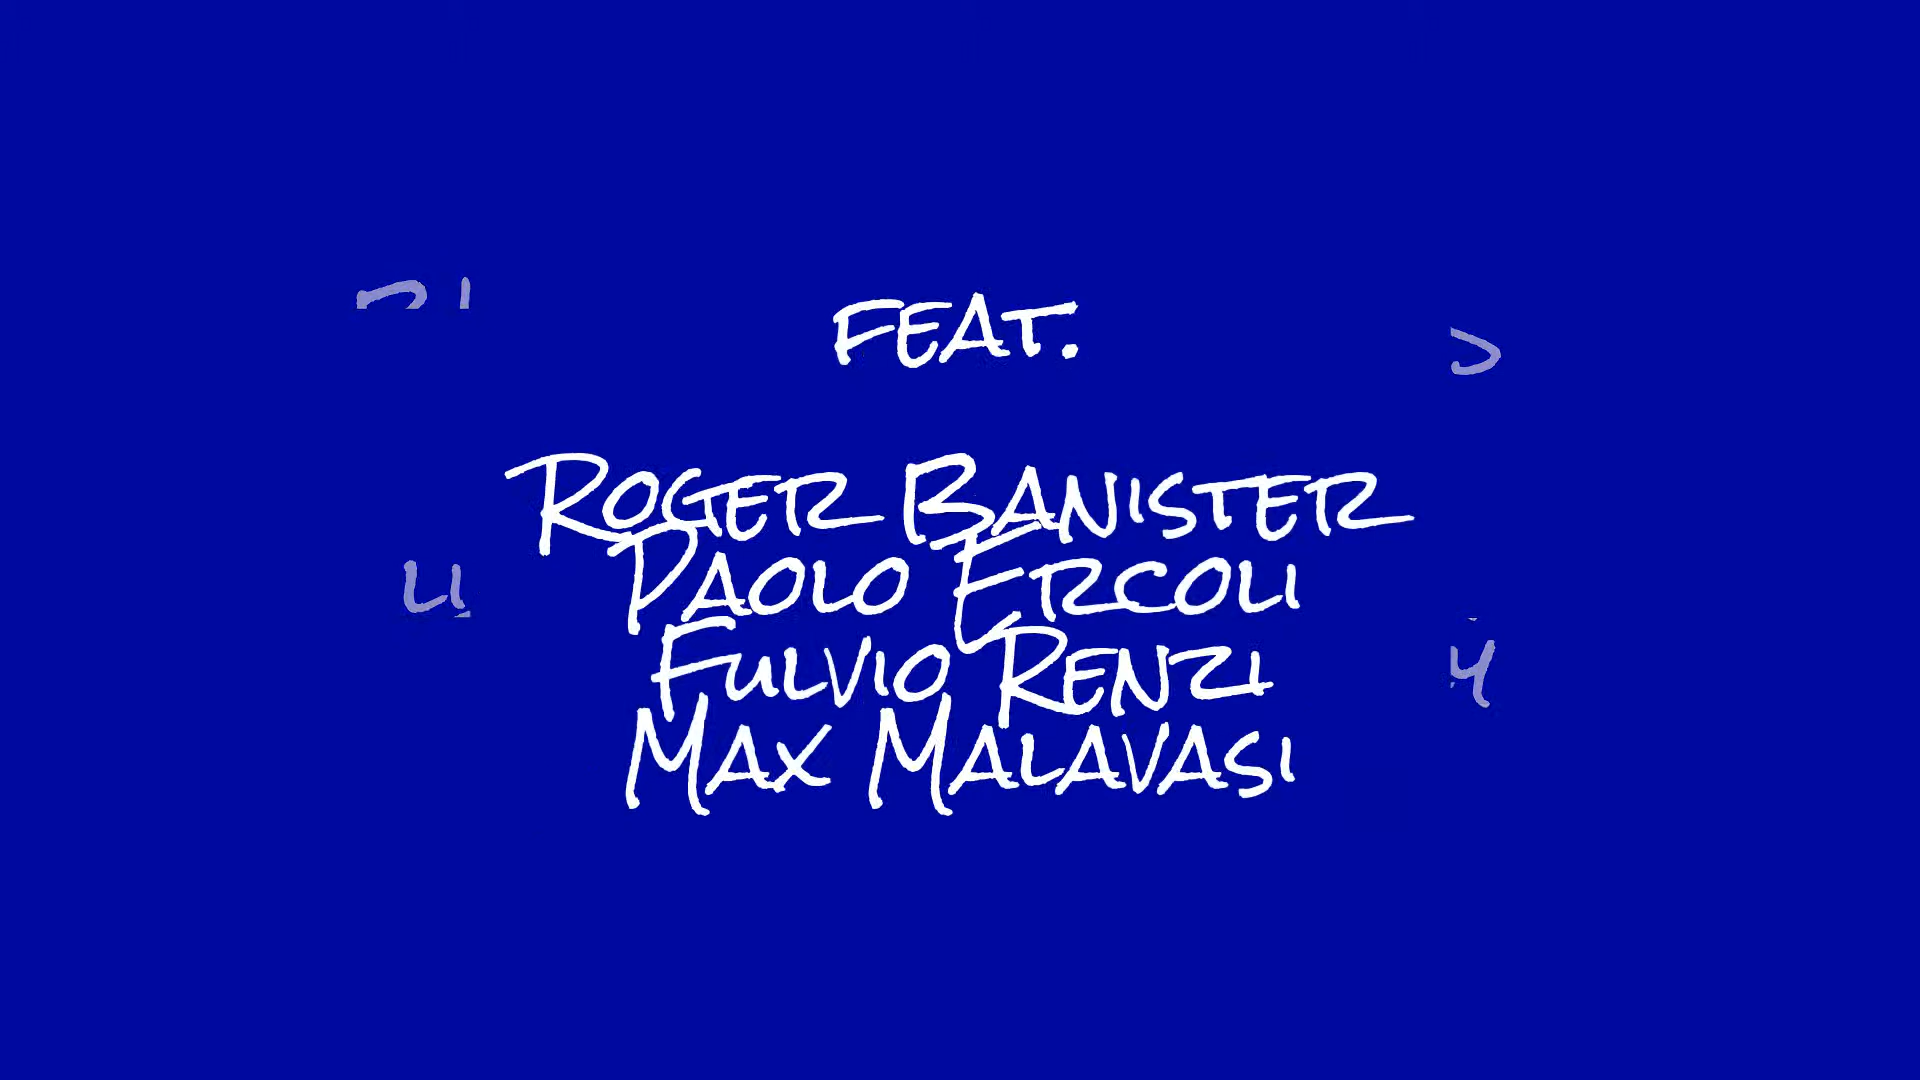 feat.
Roger Banister
Paolo Ercoli
Fulvio Renzi
Max Malavasi